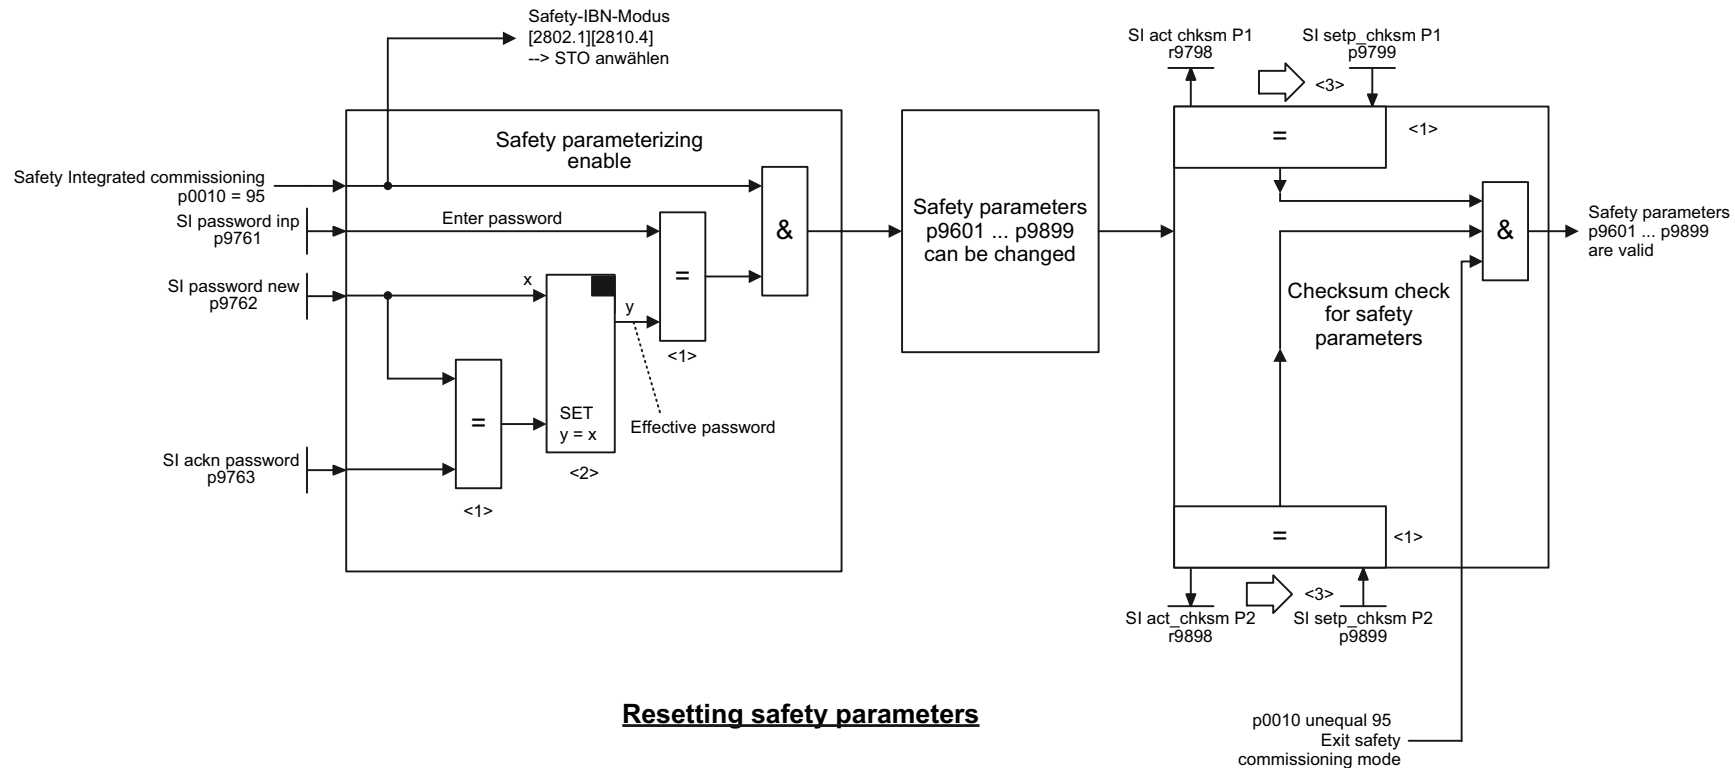 Safety-IBN-Modus
[2802.1][2810.4]
--> STO anwählen
SI act chksm P1
r9798
SI setp_chksm P1
p9799
<3>
Safety parameterizing
enable
=
<1>
Safety Integrated commissioning
p0010 = 95
SI password inp
p9761
Enter password
&
=
<1>
Safety parameters
p9601 ... p9899
can be changed
&
Safety parameters
p9601 ... p9899
are valid
SI password new
p9762
x
y
SET
y = x
<2>
Effective password
Checksum check
for safety
parameters
=
<1>
SI ackn password
p9763
=
<1>
<3>
SI act_chksm P2
r9898
SI setp_chksm P2
p9899
Resetting safety parameters
p0010 unequal 95
Exit safety
commissioning mode